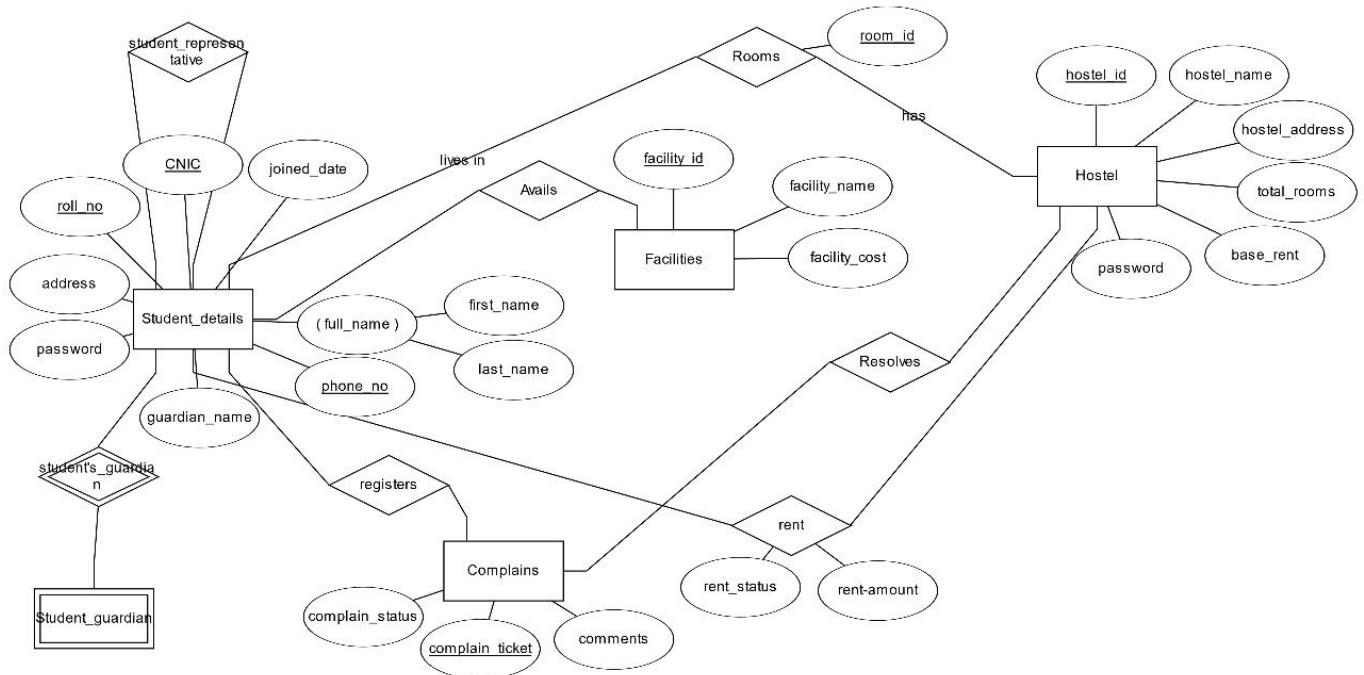 student_represen
tative
room_id
Rooms
hostel_id
hostel_name
has
hostel_address
CNIC
joined_date
lives in
facility_id
Hostel
Avails
facility_name
total_rooms
roll_no
Facilities
facility_cost
base_rent
password
address
Student_details
( full_name )
first_name
password
last_name
Resolves
phone_no
guardian_name
student's_guardia
n
registers
rent
Complains
rent_status
rent-amount
Student_guardian
complain_status
complain_ticket
comments